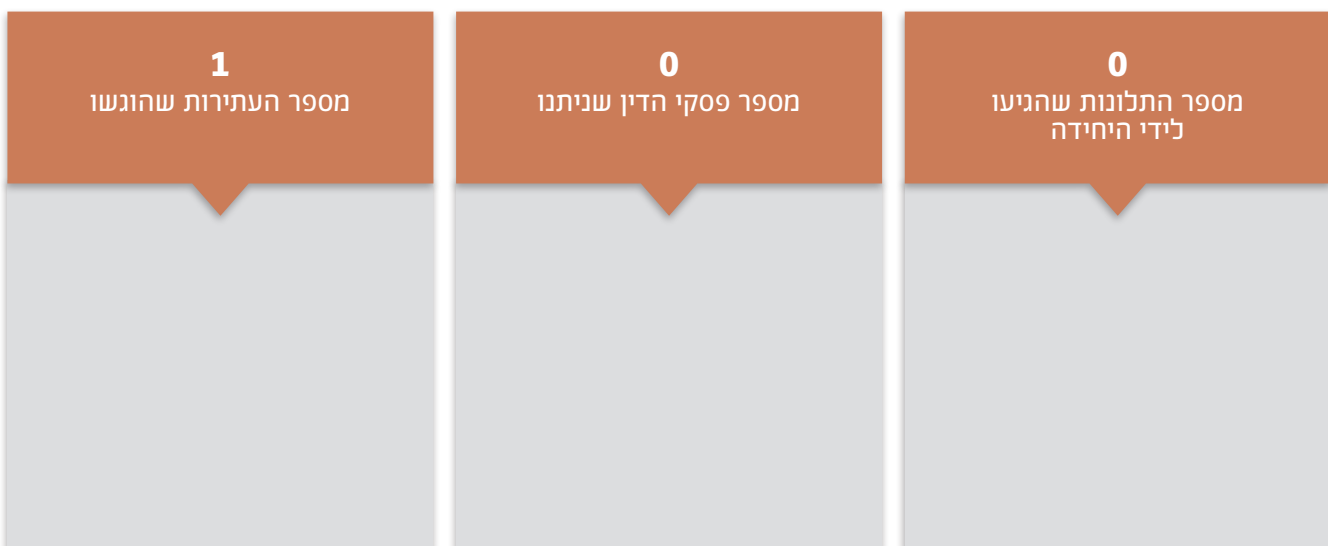 0
מספר התלונות שהגיעו
לידי היחידה
0
מספר פסקי הדין שניתנו
1
מספר העתירות שהוגשו